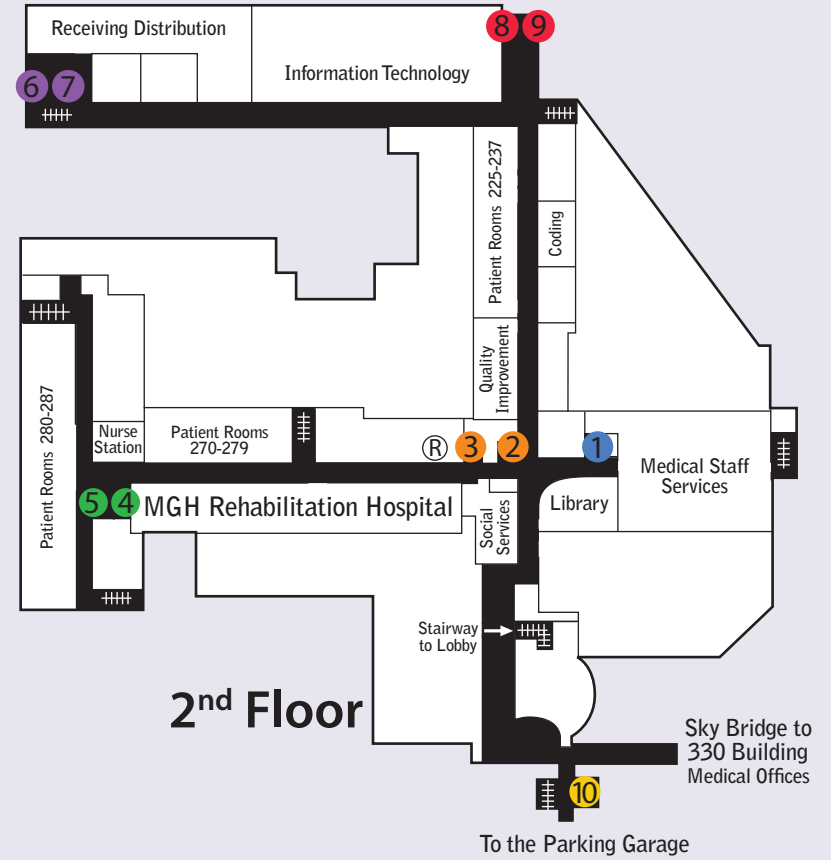 Receiving Distribution
Information Technology
8 9
6 7
Patient Rooms 225-237
Coding
Quality
Improvement
Patient Rooms 280-287
Nurse
Station
Patient Rooms
270-279
® 3 2
1
Medical Staff
Services
5 4
MGH Rehabilitation Hospital
Social
Services
Library
Stairway
to Lobby
2nd Floor
Sky Bridge to
330 Building
Medical Offices
10
To the Parking Garage